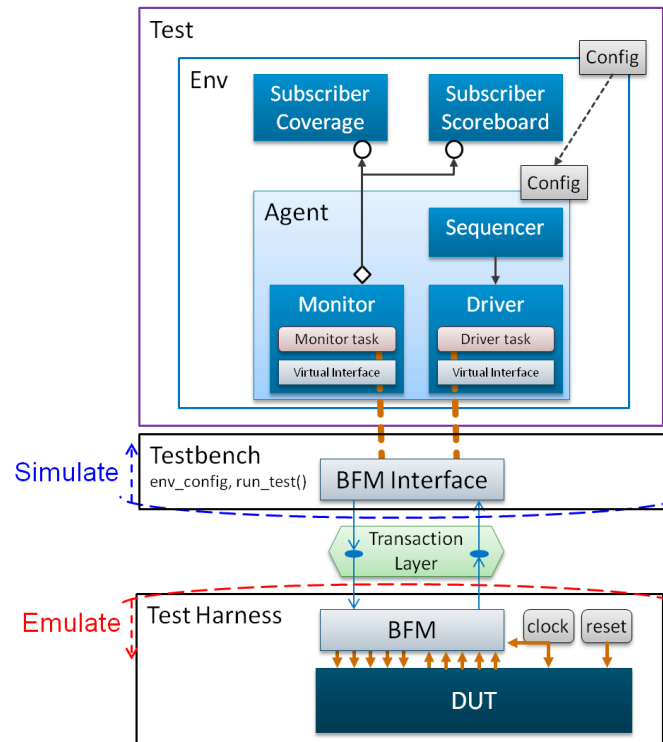 Test
Config
Env
Subscriber
Coverage
Subscriber
Scoreboard
Config
Agent
Sequencer
Monitor
Driver
Monitor task
Driver task
Virtual Interface
Virtual Interface
Testbench
Simulate
env_config, run_test()
BFM Interface
Transaction
Layer
Test Harness
Emulate
BFM
clock
reset
DUT